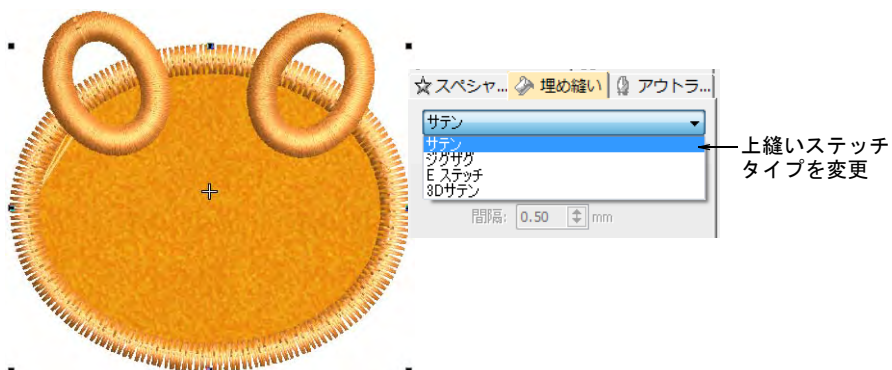 ☆スペシャ... 埋め縫い アウトラ...
サテン
サテン
ジグザグ
E ステッチ
3Dサテン
間隔: 0.50 mm
上縫いステッチ
タイプを変更